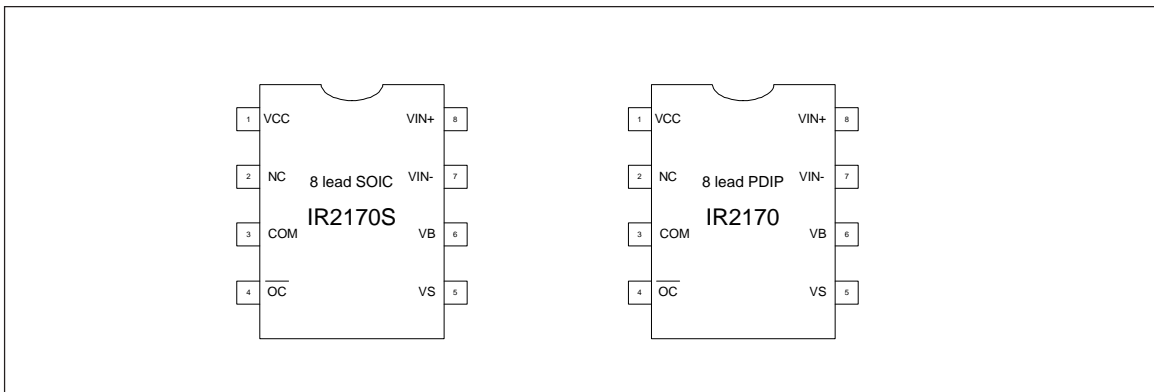 1 VCC VIN+ 8
2 NC 8 lead SOIC VIN- 7
IR2170S
3 COM VB 6
4 O̅C̅ VS 5
1 VCC VIN+ 8
2 NC 8 lead PDIP VIN- 7
IR2170
3 COM VB 6
4 O̅C̅ VS 5